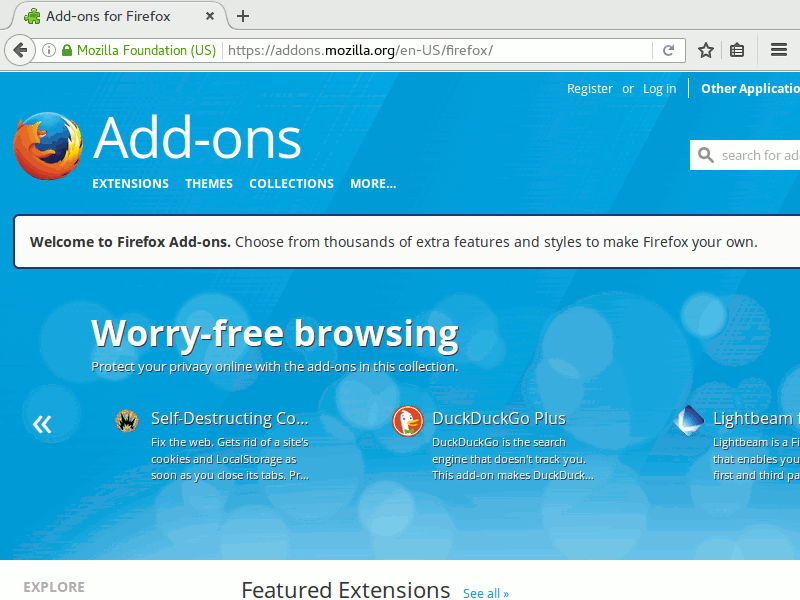 Add-ons for Firefox
Mozilla Foundation (US) https://addons.mozilla.org/en-US/firefox/
Register or Log in Other Applicatio
Add-ons
search for ad
EXTENSIONS THEMES COLLECTIONS MORE...
Welcome to Firefox Add-ons. Choose from thousands of extra features and styles to make Firefox your own.
Worry-free browsing
Protect your privacy online with the add-ons in this collection.
«
Self-Destructing Co...
Fix the web. Gets rid of a site's
cookies and LocalStorage as
soon as you close its tabs. Pr...
DuckDuckGo Plus
DuckDuckGo is the search
engine that doesn't track you.
This add-on makes DuckDuck...
Lightbeam f
Lightbeam is a Fi
that enables you
first and third pa
EXPLORE
Featured Extensions See all »